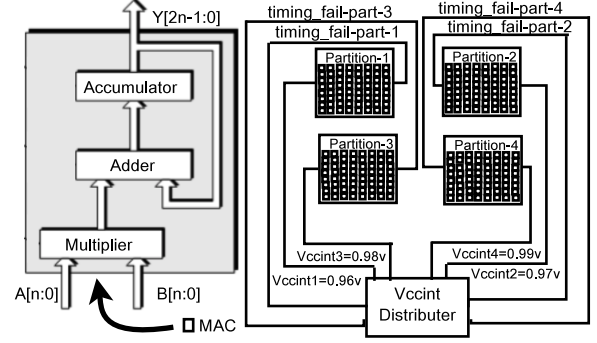 Y[2n-1:0]
Accumulator
Adder
Multiplier
A[n:0]
B[n:0]
MAC
timing_fail-part-3
timing_fail-part-1
timing_fail-part-4
timing_fail-part-2
Partition-1
Partition-2
Partition-3
Partition-4
Vccint3=0.98v
Vccint1=0.96v
Vccint4=0.99v
Vccint2=0.97v
Vccint
Distributer